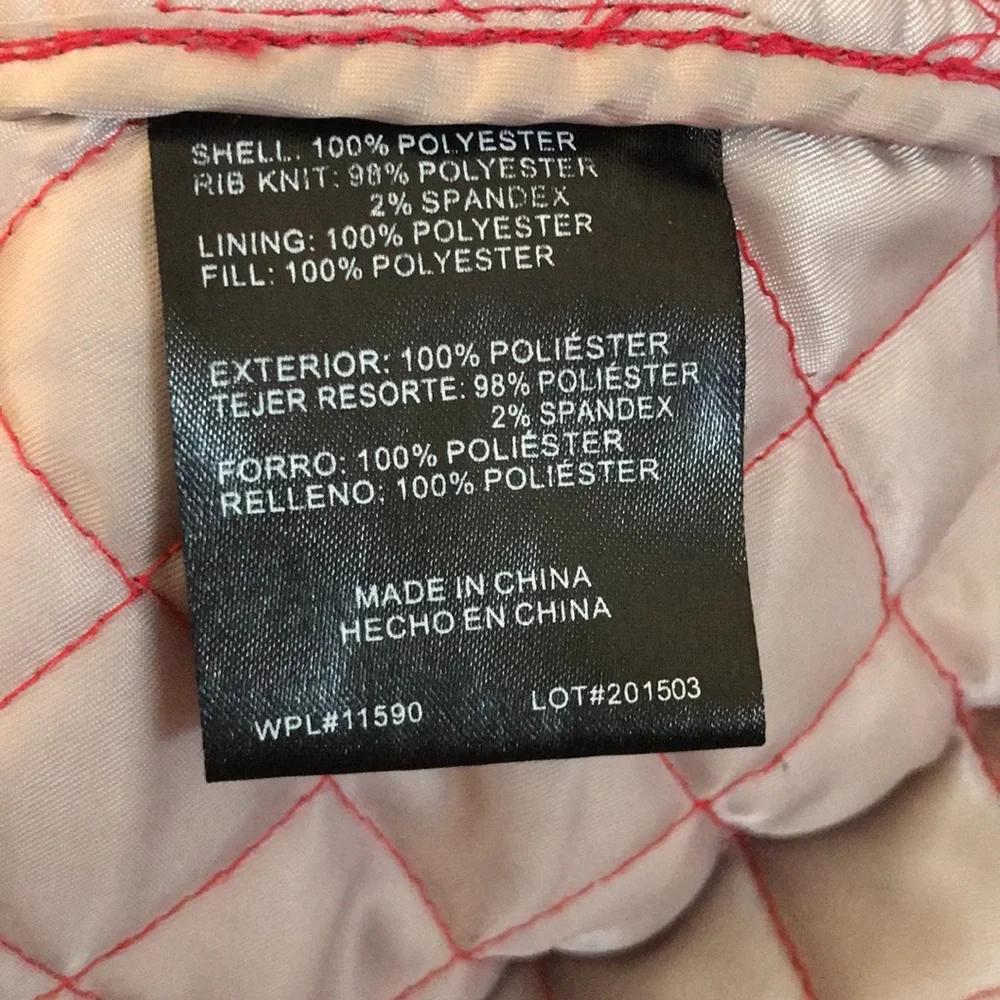 SHELL: 100% POLYESTER
RIB KNIT: 98% POLYESTER
2% SPANDEX
LINING: 100% POLYESTER
FILL: 100% POLYESTER
EXTERIOR: 100% POLIÉSTER
TEJER RESORTE: 98% POLIÉSTER
2% SPANDEX
FORRO: 100% POLIÉSTER
RELLENO: 100% POLIÉSTER
MADE IN CHINA
HECHO EN CHINA
WPL#11590 LOT#201503